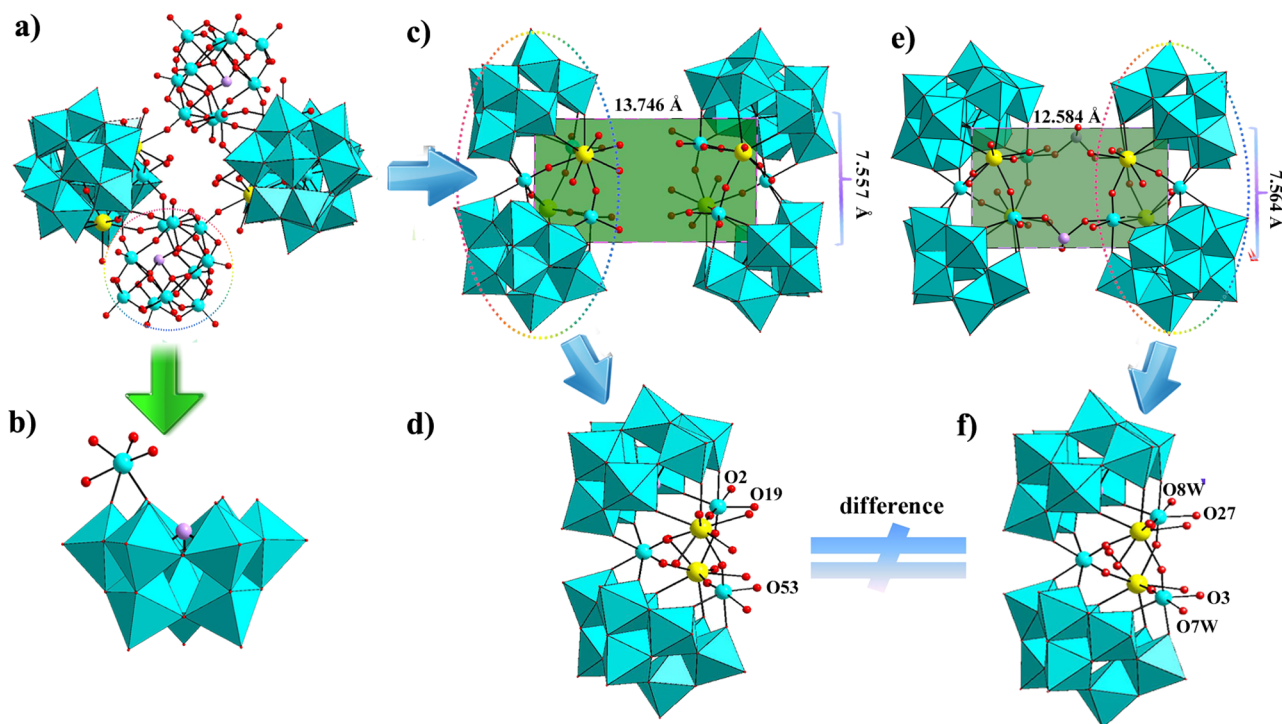 a)
c)
e)
13.746 Å
12.584 Å
7.557 Å
7.564 Å
b)
d)
f)
O2
O19
O53
difference
O8W
O27
O3
O7W